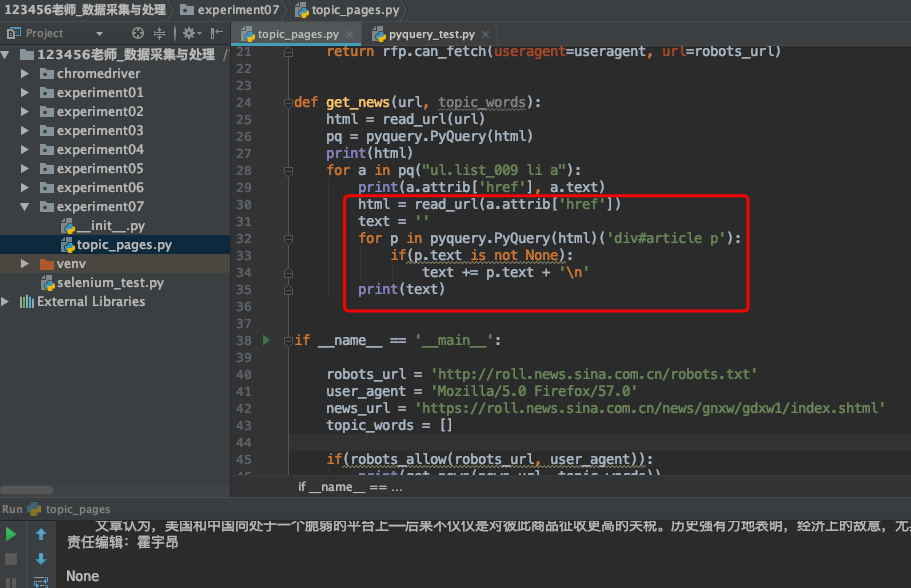 123456老师_数据采集与处理 experiment07 topic_pages.py
Project
topic_pages.py
pyquery_test.py
123456老师_数据采集与处理
chromedriver
experiment01
experiment02
experiment03
experiment04
experiment05
experiment06
experiment07
__init__.py
topic_pages.py
venv
selenium_test.py
External Libraries
21 return rfp.can_fetch(useragent=useragent, url=robots_url)
22
23
24 def get_news(url, topic_words):
25 html = read_url(url)
26 pq = pyquery.PyQuery(html)
27 print(html)
28 for a in pq("ul.list_009 li a"):
29 print(a.attrib['href'], a.text)
30 html = read_url(a.attrib['href'])
31 text = ''
32 for p in pyquery.PyQuery(html)('div#article p'):
33 if(p.text is not None):
34 text += p.text + '\n'
35 print(text)
36
37
38 if __name__ == '__main__':
39
40 robots_url = 'http://roll.news.sina.com.cn/robots.txt'
41 user_agent = 'Mozilla/5.0 Firefox/57.0'
42 news_url = 'https://roll.news.sina.com.cn/news/gnxw/gdxw1/index.shtml'
43 topic_words = []
44
45 if(robots_allow(robots_url, user_agent)):
46 print(get_news(news_url, topic_words))
if __name__ == ...
Run topic_pages
文章认为，美国和中国同处于一个脆弱的平台上——后果不仅仅是对彼此商品征收更高的关税。历史强有力地表明，经济上的敌意，无
责任编辑：霍宇昂
None